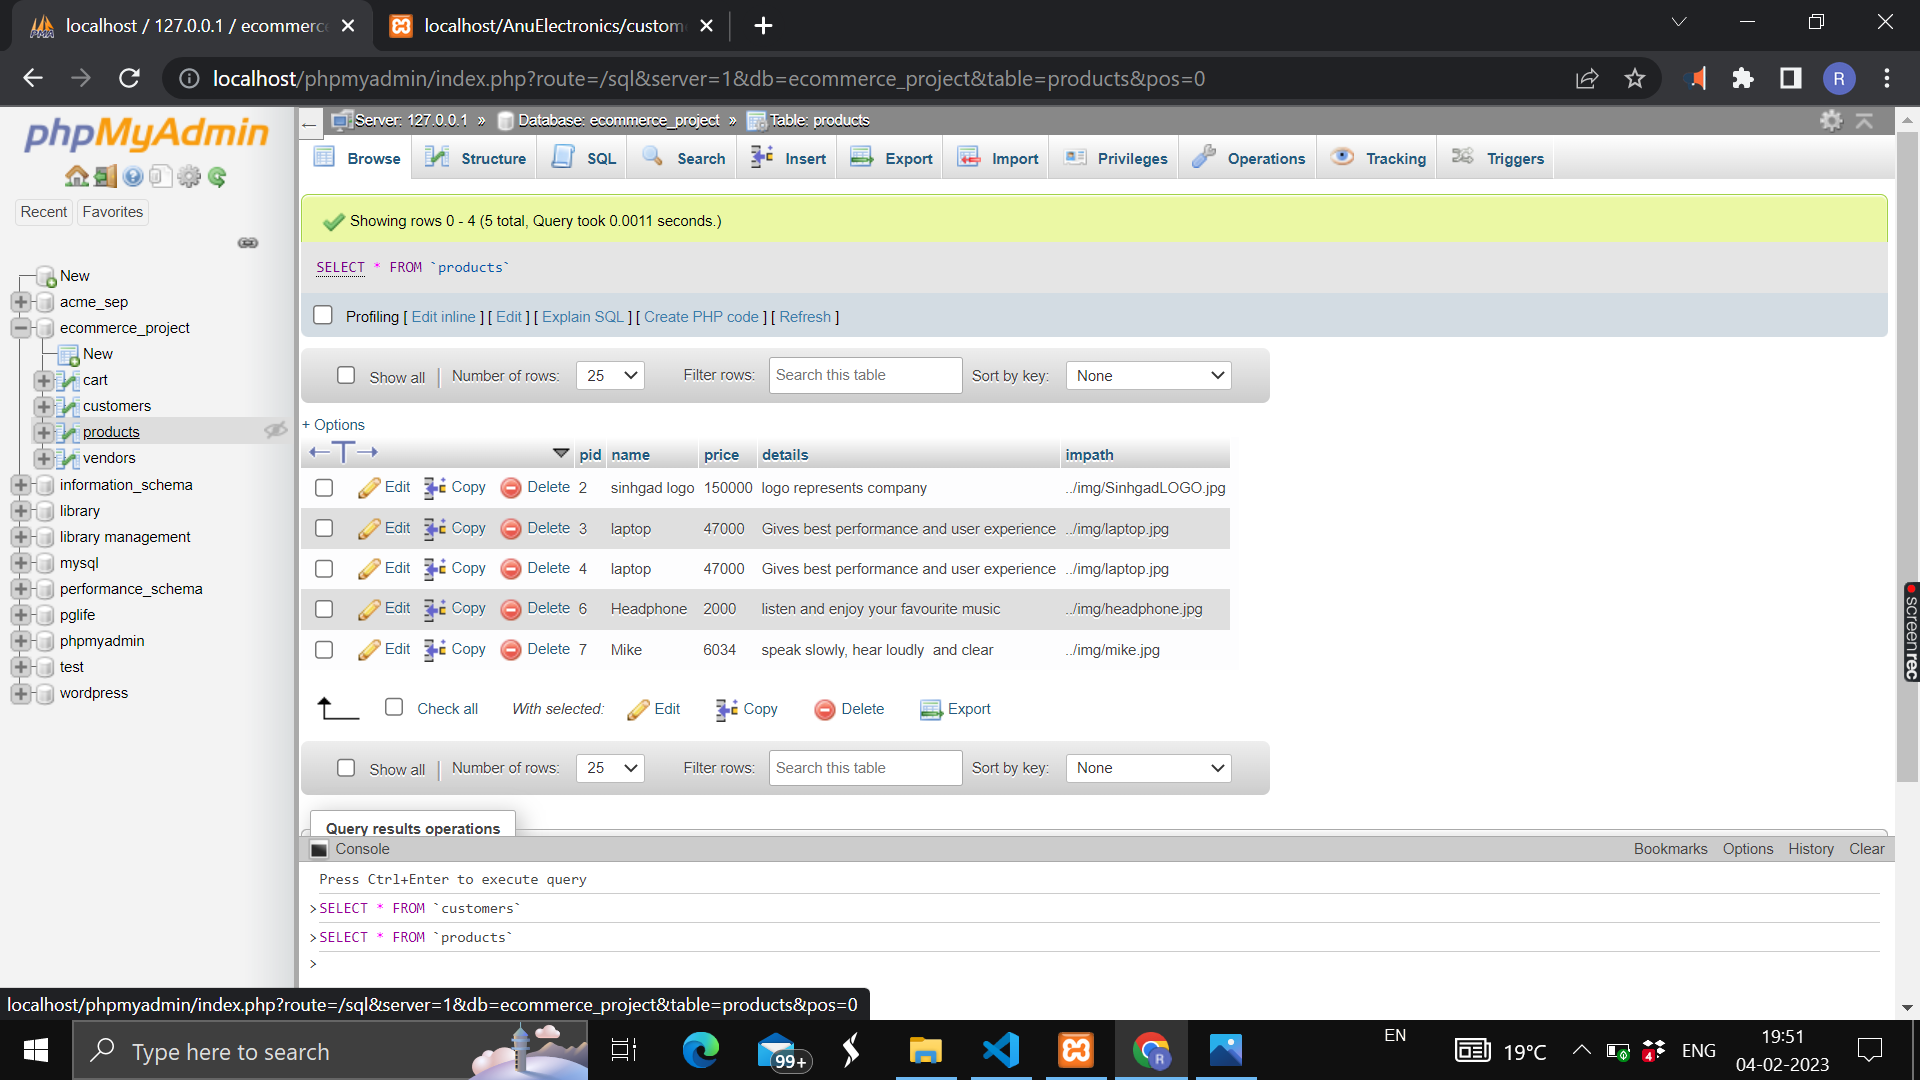 localhost / 127.0.0.1 / ecommerce
localhost/AnuElectronics/custom
localhost/phpmyadmin/index.php?route=/sql&server=1&db=ecommerce_project&table=products&pos=0
R
phpMyAdmin
Recent Favorites
New
acme_sep
ecommerce_project
New
cart
customers
products
vendors
information_schema
library
library management
mysql
performance_schema
pglife
phpmyadmin
test
wordpress
Server: 127.0.0.1 » Database: ecommerce_project » Table: products
Browse Structure SQL Search Insert Export Import Privileges Operations Tracking Triggers
Showing rows 0 - 4 (5 total, Query took 0.0011 seconds.)
SELECT * FROM `products`
Profiling [ Edit inline ] [ Edit ] [ Explain SQL ] [ Create PHP code ] [ Refresh ]
Show all | Number of rows: 25 Filter rows: Search this table Sort by key: None
+ Options
pid name price details impath
Edit Copy Delete 2 sinhgad logo 150000 logo represents company ../img/SinhgadLOGO.jpg
Edit Copy Delete 3 laptop 47000 Gives best performance and user experience ../img/laptop.jpg
Edit Copy Delete 4 laptop 47000 Gives best performance and user experience ../img/laptop.jpg
Edit Copy Delete 6 Headphone 2000 listen and enjoy your favourite music ../img/headphone.jpg
Edit Copy Delete 7 Mike 6034 speak slowly, hear loudly and clear ../img/mike.jpg
Check all With selected: Edit Copy Delete Export
Show all | Number of rows: 25 Filter rows: Search this table Sort by key: None
Query results operations
Console Bookmarks Options History Clear
Press Ctrl+Enter to execute query
>SELECT * FROM `customers`
>SELECT * FROM `products`
>
screenrec
localhost/phpmyadmin/index.php?route=/sql&server=1&db=ecommerce_project&table=products&pos=0
Type here to search
99+
R
EN
19°C
4
ENG
19:51
04-02-2023